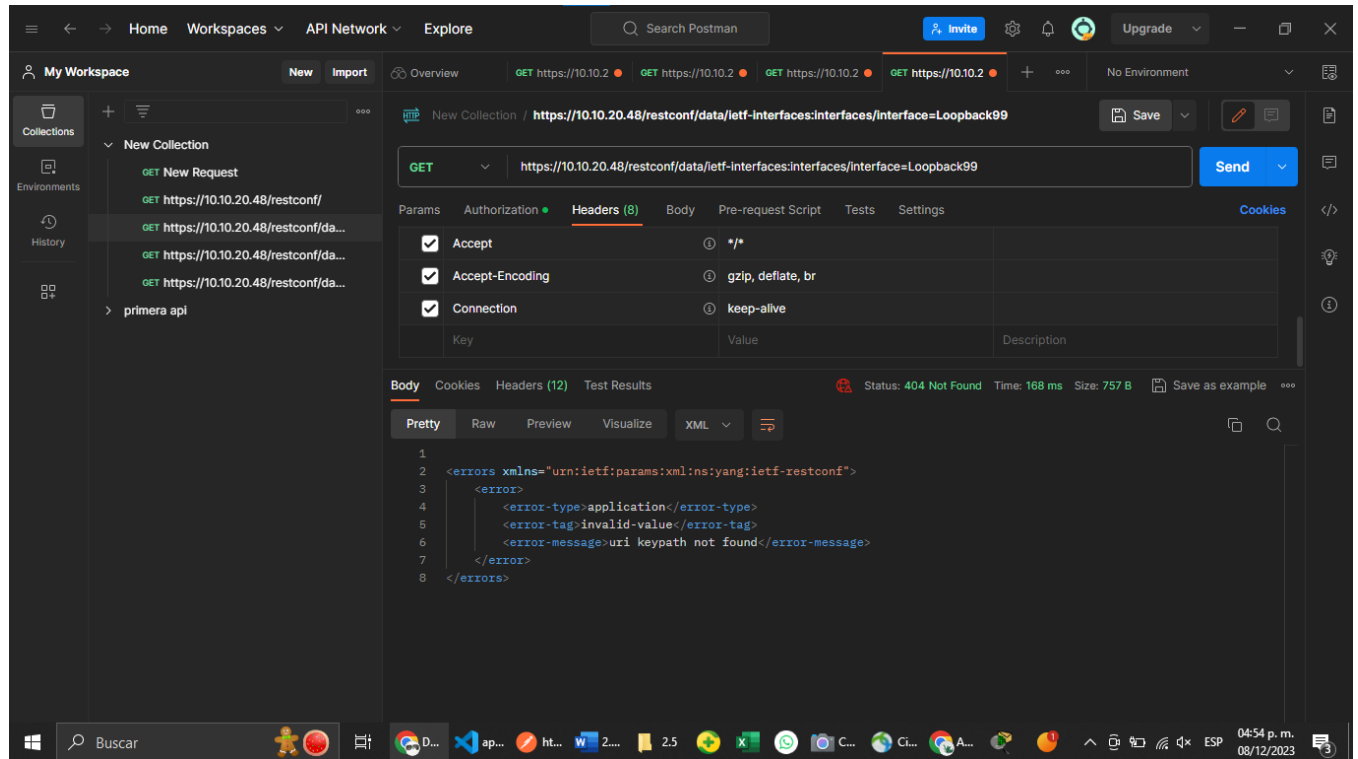 Home Workspaces API Network Explore Search Postman Invite Upgrade
My Workspace New Import Overview GET https://10.10.2 GET https://10.10.2 GET https://10.10.2 GET https://10.10.2 + No Environment
Collections
Environments
History
New Collection
GET New Request
GET https://10.10.20.48/restconf/
GET https://10.10.20.48/restconf/da...
GET https://10.10.20.48/restconf/da...
GET https://10.10.20.48/restconf/da...
primera api
HTTP New Collection / https://10.10.20.48/restconf/data/ietf-interfaces:interfaces/interface=Loopback99 Save
GET https://10.10.20.48/restconf/data/ietf-interfaces:interfaces/interface=Loopback99 Send
Params Authorization Headers (8) Body Pre-request Script Tests Settings Cookies
Accept */*
Accept-Encoding gzip, deflate, br
Connection keep-alive
Key Value Description
Body Cookies Headers (12) Test Results Status: 404 Not Found Time: 168 ms Size: 757 B Save as example
Pretty Raw Preview Visualize XML
1
2 <errors xmlns="urn:ietf:params:xml:ns:yang:ietf-restconf">
3 <error>
4 <error-type>application</error-type>
5 <error-tag>invalid-value</error-tag>
6 <error-message>uri keypath not found</error-message>
7 </error>
8 </errors>
Buscar D... ap... ht... 2.... 2.5 C... Ci... A... ESP 04:54 p. m.
08/12/2023 3